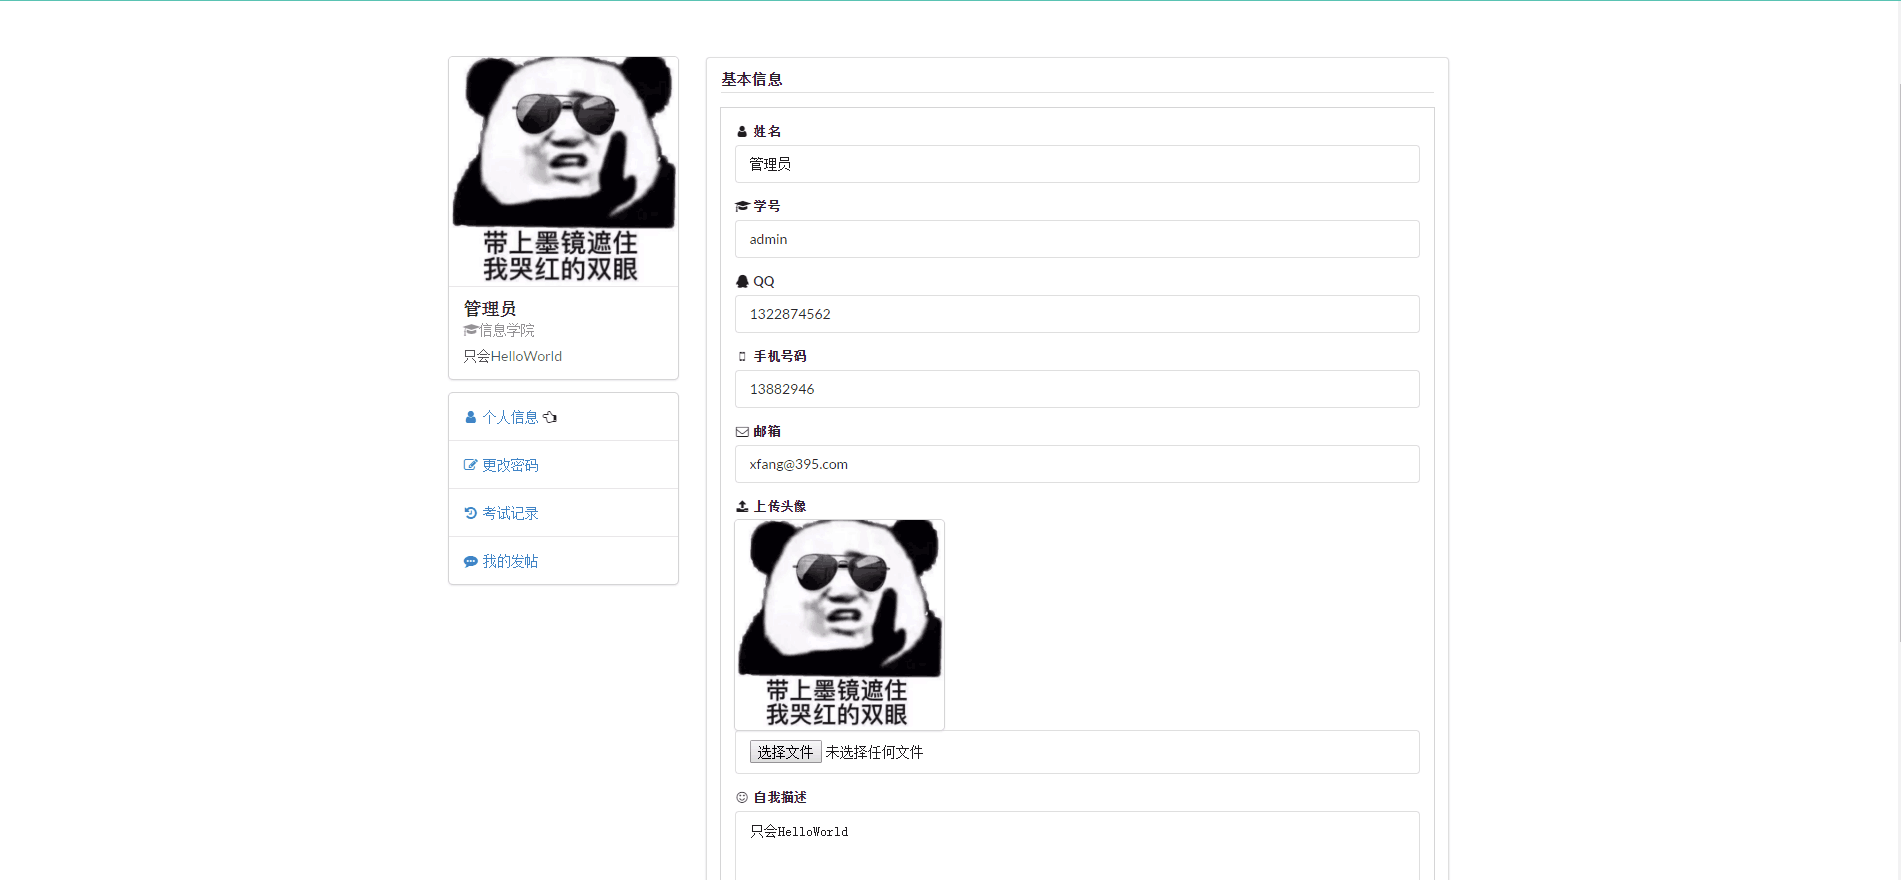 带上墨镜遮住
我哭红的双眼
管理员
信息学院
只会HelloWorld
个人信息
更改密码
考试记录
我的发帖
基本信息
姓名
管理员
学号
admin
QQ
1322874562
手机号码
13882946
邮箱
xfang@395.com
上传头像
带上墨镜遮住
我哭红的双眼
选择文件 未选择任何文件
自我描述
只会HelloWorld